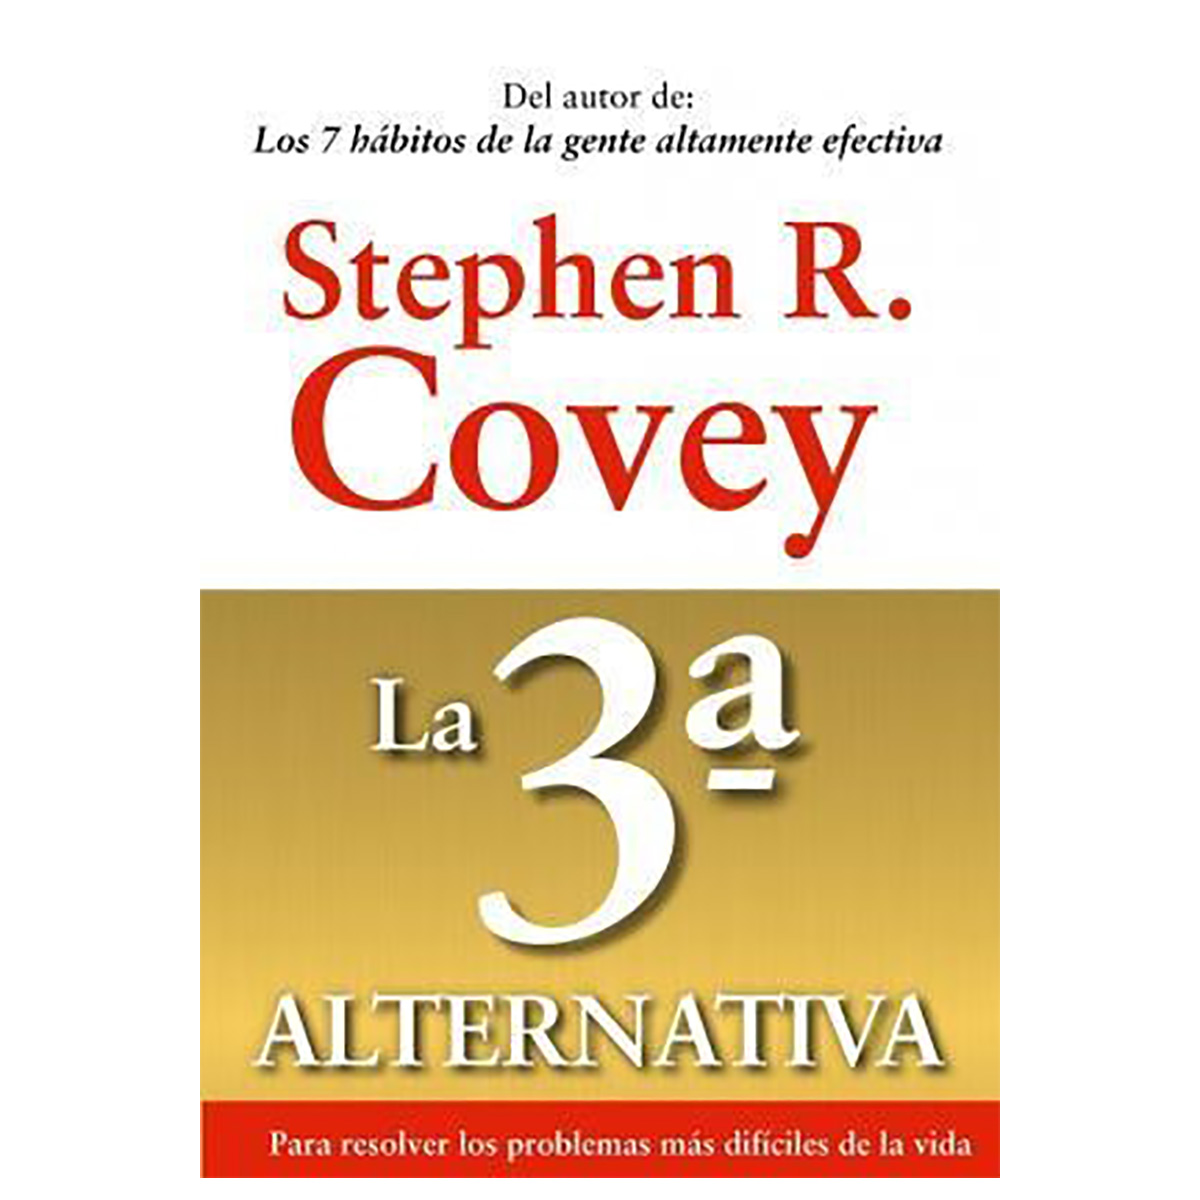 Del autor de:
Los 7 hábitos de la gente altamente efectiva
Stephen R.
Covey
La 3ª
ALTERNATIVA
Para resolver los problemas más difíciles de la vida